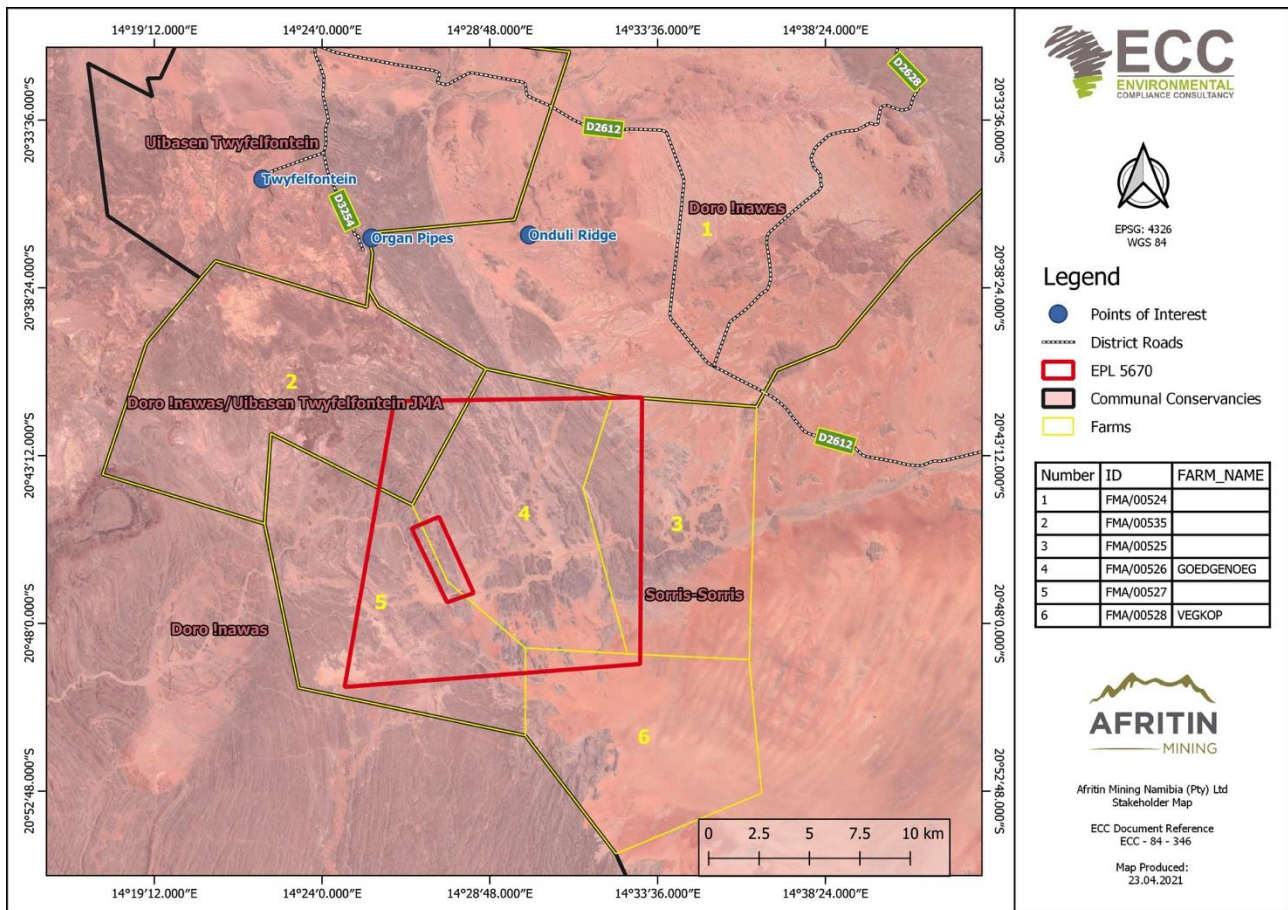 14°19'12.000"E 14°24'0.000"E 14°28'48.000"E 14°33'36.000"E 14°38'24.000"E
20°33'36.000"S
20°38'24.000"S
20°43'12.000"S
20°48'0.000"S
20°52'48.000"S
D2628
D2612
Uibasen Twyfelfontein
Twyfelfontein
D3254
Doro !nawas
1
Organ Pipes
Onduli Ridge
2
Doro !nawas/Uibasen Twyfelfontein JMA
D2612
4
3
5
Sorris-Sorris
Doro !nawas
6
0 2.5 5 7.5 10 km
20°33'36.000"S
20°38'24.000"S
20°43'12.000"S
20°48'0.000"S
20°52'48.000"S
14°19'12.000"E 14°24'0.000"E 14°28'48.000"E 14°33'36.000"E 14°38'24.000"E
ECC
ENVIRONMENTAL
COMPLIANCE CONSULTANCY
EPSG: 4326
WGS 84
Legend
Points of Interest
District Roads
EPL 5670
Communal Conservancies
Farms
Number ID FARM_NAME
1 FMA/00524
2 FMA/00535
3 FMA/00525
4 FMA/00526 GOEDGENOEG
5 FMA/00527
6 FMA/00528 VEGKOP
AFRITIN
MINING
Afritin Mining Namibia (Pty) Ltd
Stakeholder Map
ECC Document Reference
ECC - 84 - 346
Map Produced:
23.04.2021